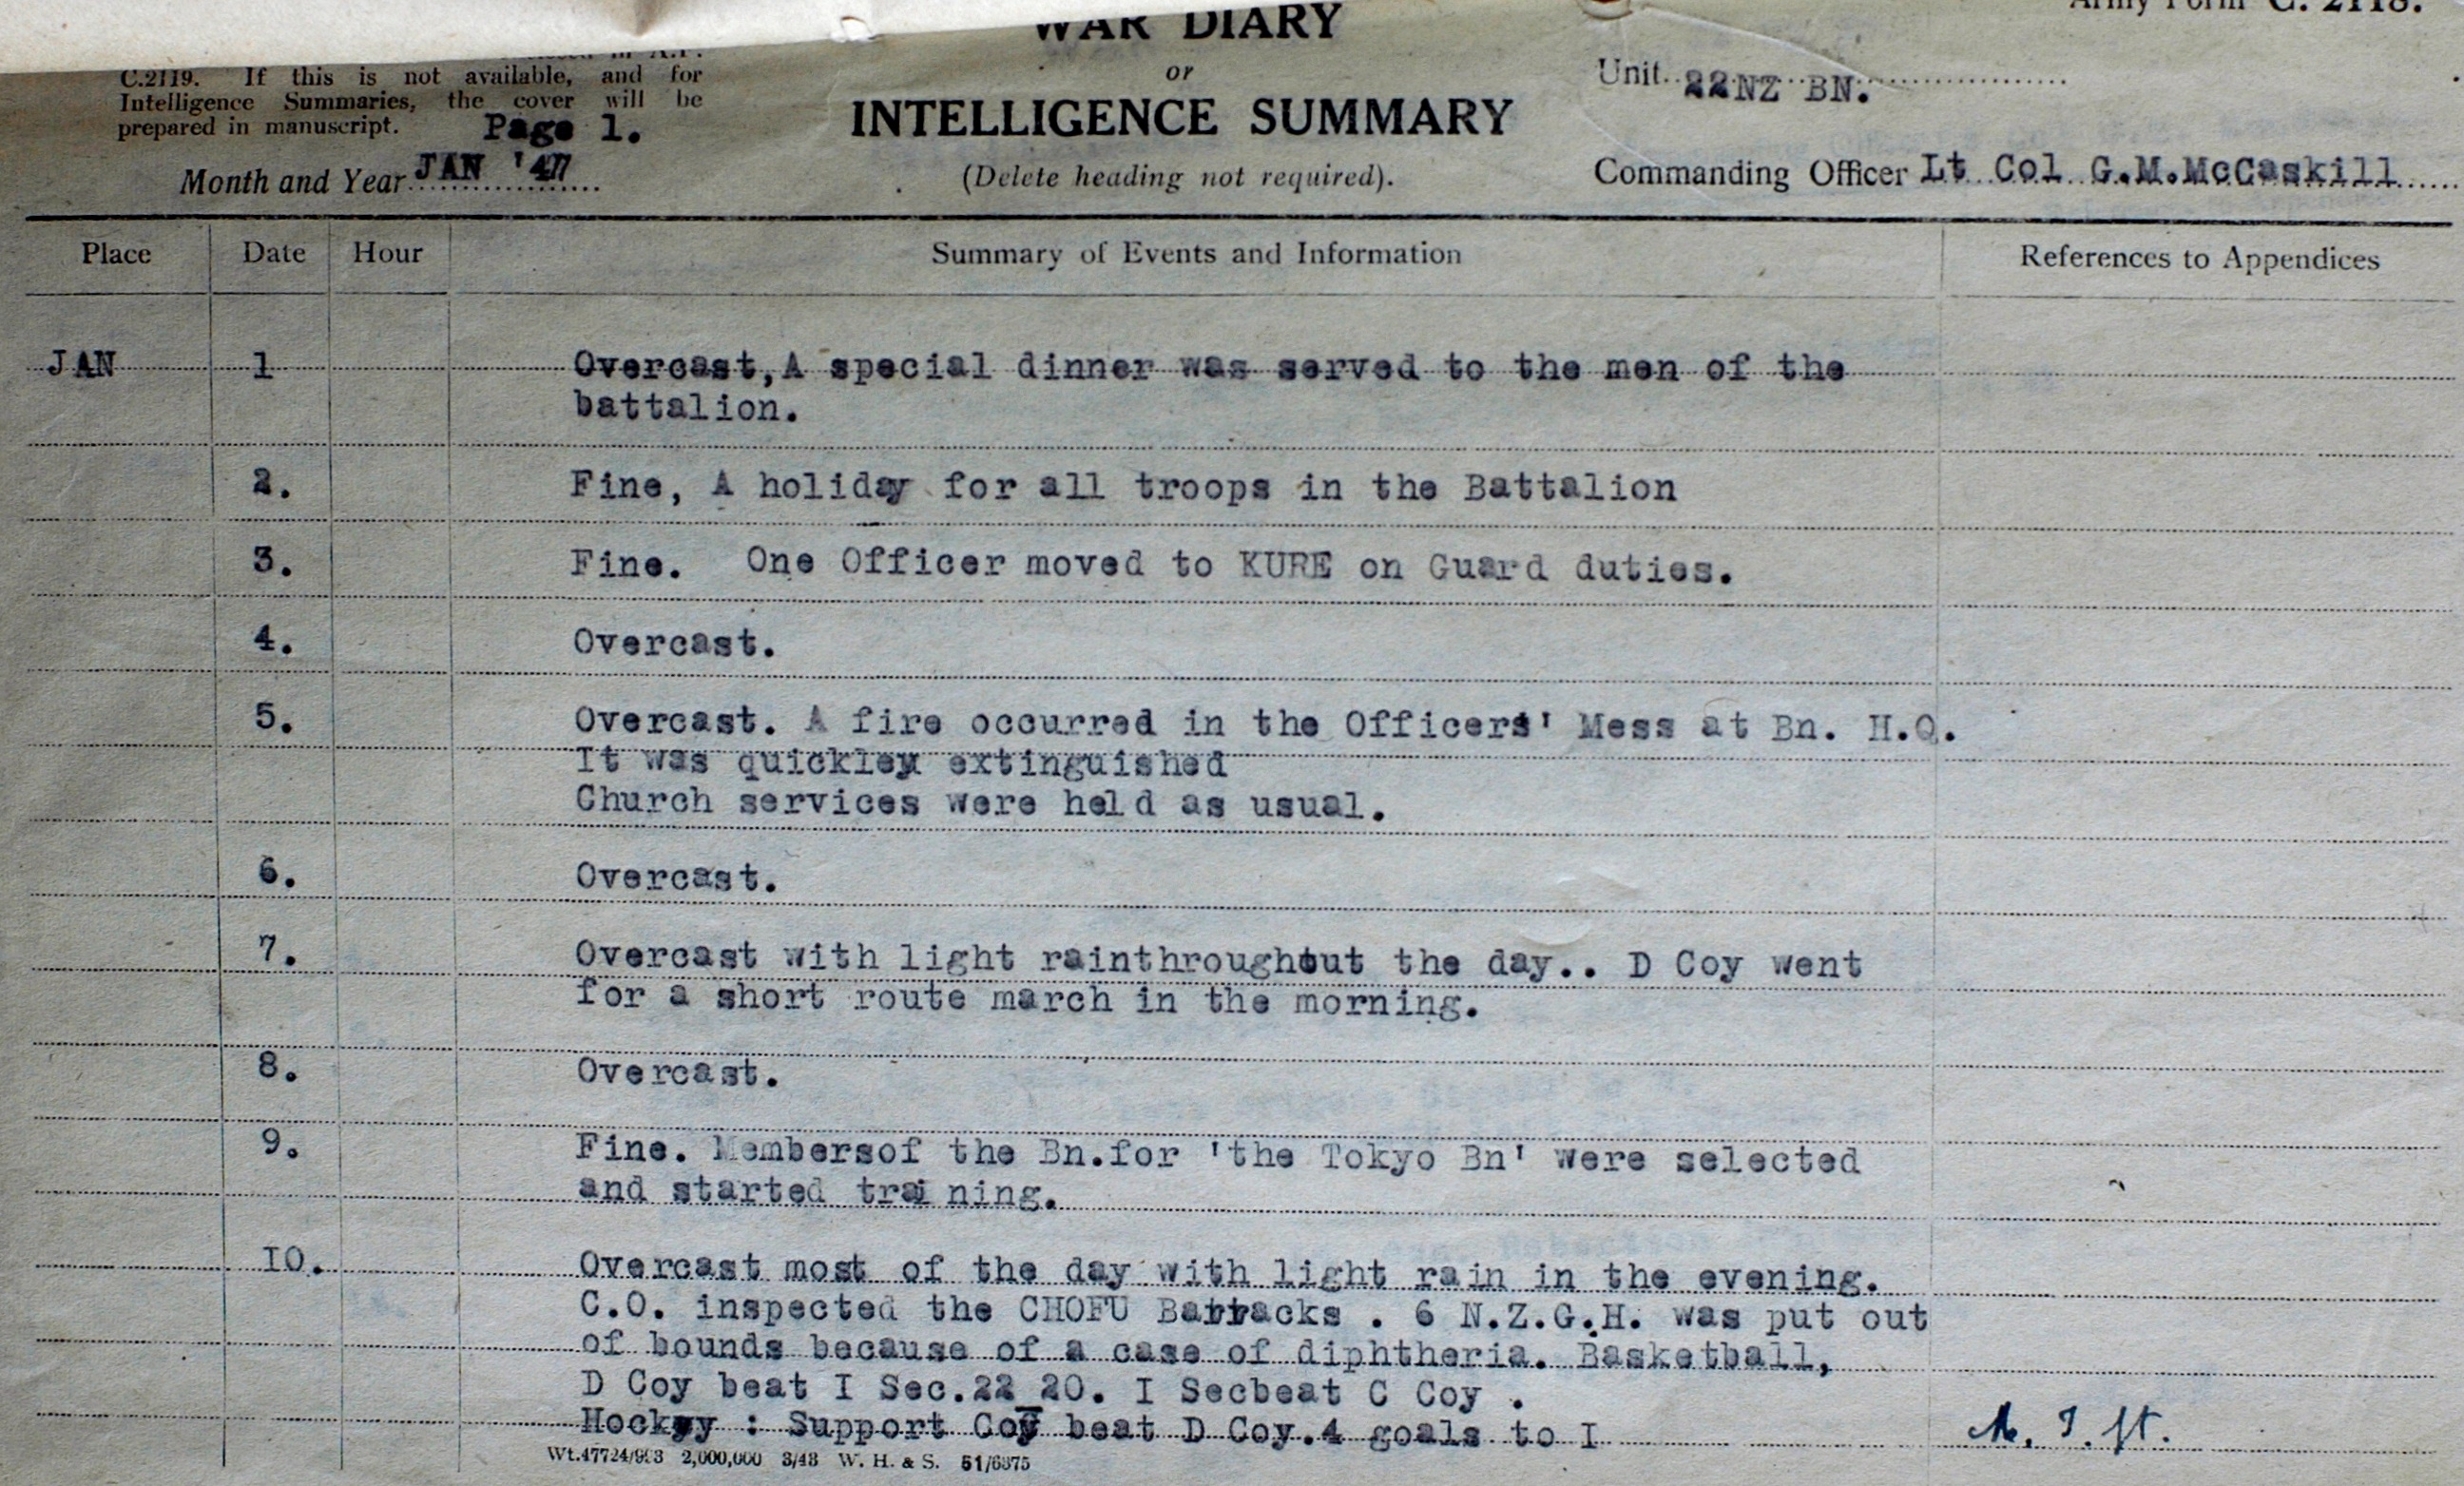 WAR DIARY
or
INTELLIGENCE SUMMARY
(Delete heading not required).
Army Form C. 2118.
C.2119. If this is not available, and for
Intelligence Summaries, the cover will be
prepared in manuscript. Page 1.
Month and Year JAN '47
Unit 22NZ BN.
Commanding Officer Lt Col G.M.McCaskill
Place Date Hour Summary of Events and Information References to Appendices
JAN 1 Overcast, A special dinner was served to the men of the
battalion.
2. Fine, A holiday for all troops in the Battalion
3. Fine. One Officer moved to KURE on Guard duties.
4. Overcast.
5. Overcast. A fire occurred in the Officers' Mess at Bn. H.Q.
It was quickley extinguished
Church services were held as usual.
6. Overcast.
7. Overcast with light rainthroughout the day.. D Coy went
for a short route march in the morning.
8. Overcast.
9. Fine. Membersof the Bn.for 'the Tokyo Bn' were selected
and started training.
IO. Overcast most of the day with light rain in the evening.
C.O. inspected the CHOFU Barracks . 6 N.Z.G.H. was put out
of bounds because of a case of diphtheria. Basketball,
D Coy beat I Sec.22 20. I Secbeat C Coy .
Hockey : Support Coy beat D Coy.4 goals to I
2,000,000 3/43 W. H. & S.